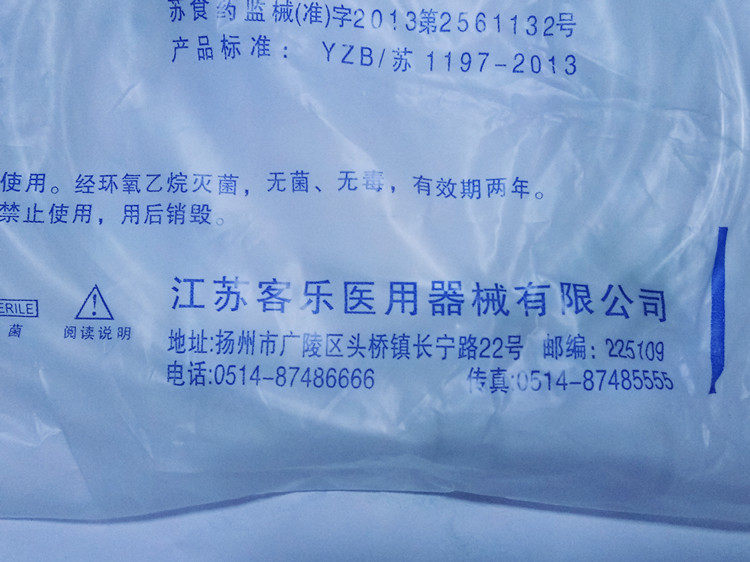 苏食药监械(准)字2013第2561132号
产品标准：YZB/苏 1197-2013
使用。经环氧乙烷灭菌，无菌、无毒，有效期两年。
禁止使用，用后销毁。
ERILE
菌 阅读说明
江苏客乐医用器械有限公司
地址:扬州市广陵区头桥镇长宁路22号 邮编: 225109
电话:0514-87486666 传真:0514-87485555